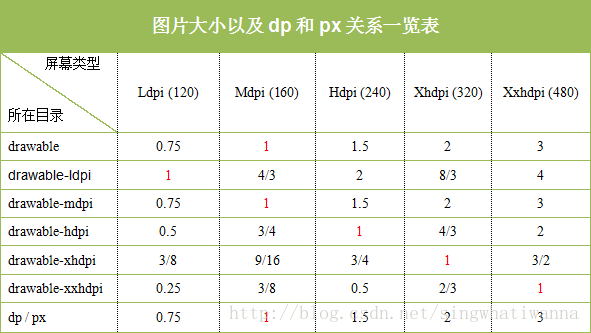 图片大小以及 dp 和 px 关系一览表
屏幕类型
所在目录
Ldpi (120) Mdpi (160) Hdpi (240) Xhdpi (320) Xxhdpi (480)
drawable 0.75 1 1.5 2 3
drawable-ldpi 1 4/3 2 8/3 4
drawable-mdpi 0.75 1 1.5 2 3
drawable-hdpi 0.5 3/4 1 4/3 2
drawable-xhdpi 3/8 9/16 3/4 1 3/2
drawable-xxhdpi 0.25 3/8 0.5 2/3 1
dp / px 0.75 1 1.5 2 3
http://blog.csdn.net/singwhatiwanna